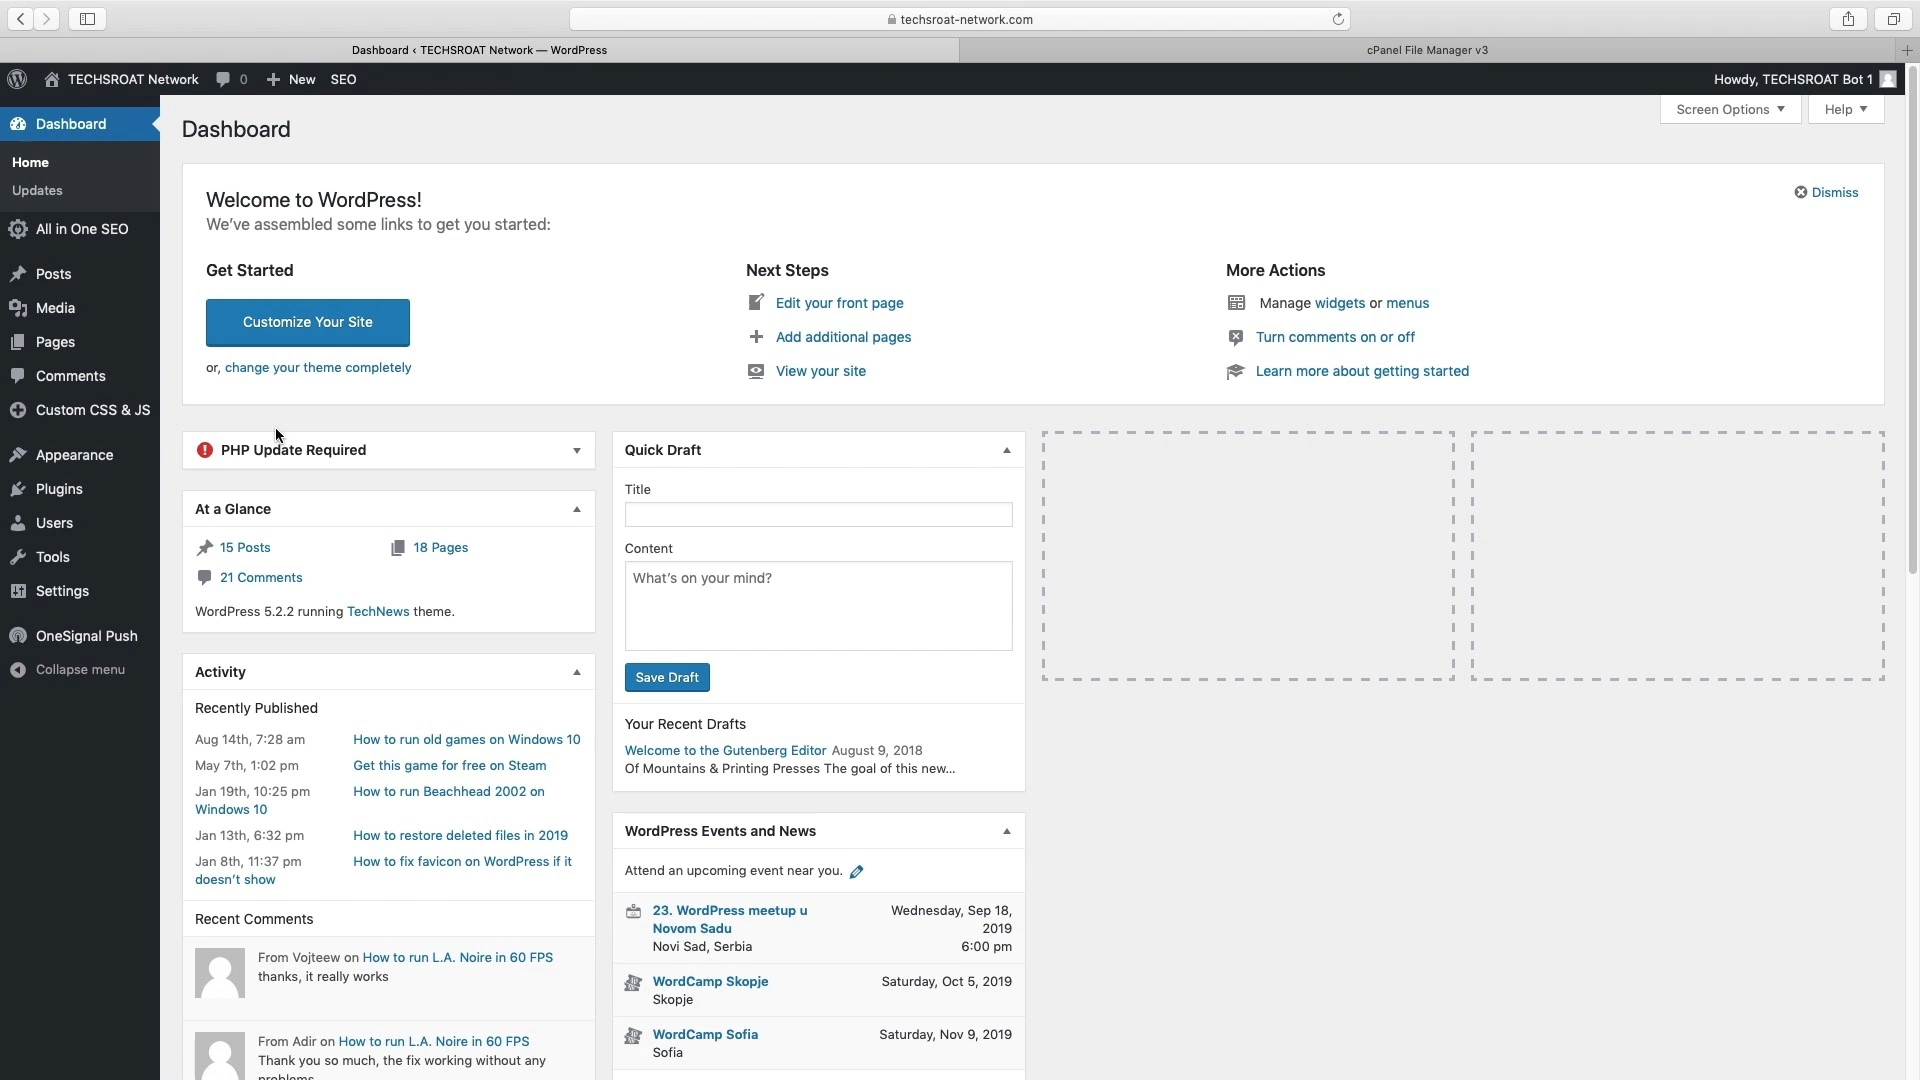 techsroat-network.com
Dashboard ‹ TECHSROAT Network — WordPress
cPanel File Manager v3
TECHSROAT Network
0
New
SEO
Howdy, TECHSROAT Bot 1
Dashboard
Home
Updates
All in One SEO
Posts
Media
Pages
Comments
Custom CSS & JS
Appearance
Plugins
Users
Tools
Settings
OneSignal Push
Collapse menu
Screen Options
Help
Dashboard
Welcome to WordPress!
We’ve assembled some links to get you started:
Dismiss
Get Started
Customize Your Site
or, change your theme completely
Next Steps
Edit your front page
Add additional pages
View your site
More Actions
Manage widgets or menus
Turn comments on or off
Learn more about getting started
PHP Update Required
At a Glance
15 Posts
18 Pages
21 Comments
WordPress 5.2.2 running TechNews theme.
Activity
Recently Published
Aug 14th, 7:28 am How to run old games on Windows 10
May 7th, 1:02 pm Get this game for free on Steam
Jan 19th, 10:25 pm How to run Beachhead 2002 on
Windows 10
Jan 13th, 6:32 pm How to restore deleted files in 2019
Jan 8th, 11:37 pm How to fix favicon on WordPress if it
doesn’t show
Recent Comments
From Vojteew on How to run L.A. Noire in 60 FPS
thanks, it really works
From Adir on How to run L.A. Noire in 60 FPS
Thank you so much, the fix working without any
problems
Quick Draft
Title
Content
What’s on your mind?
Save Draft
Your Recent Drafts
Welcome to the Gutenberg Editor August 9, 2018
Of Mountains & Printing Presses The goal of this new…
WordPress Events and News
Attend an upcoming event near you.
23. WordPress meetup u Wednesday, Sep 18,
Novom Sadu 2019
Novi Sad, Serbia 6:00 pm
WordCamp Skopje Saturday, Oct 5, 2019
Skopje
WordCamp Sofia Saturday, Nov 9, 2019
Sofia